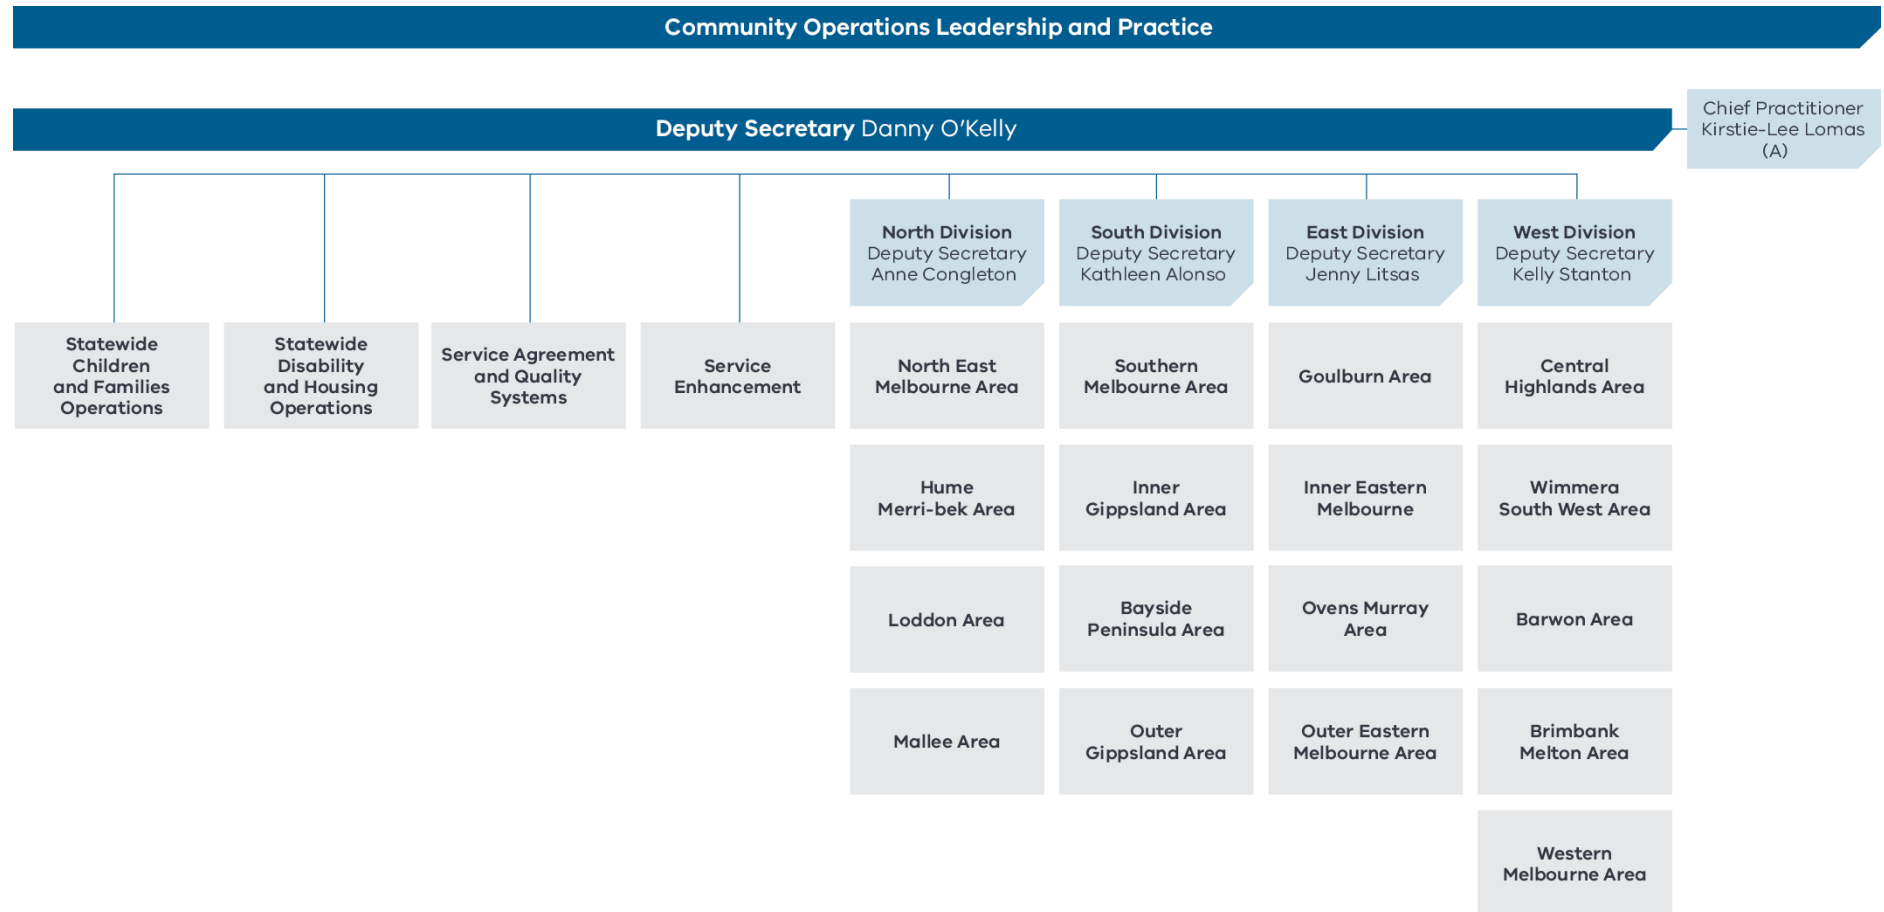 Community Operations Leadership and Practice
Deputy Secretary Danny O’Kelly
Chief Practitioner
Kirstie-Lee Lomas
(A)
North Division
Deputy Secretary
Anne Congleton
South Division
Deputy Secretary
Kathleen Alonso
East Division
Deputy Secretary
Jenny Litsas
West Division
Deputy Secretary
Kelly Stanton
Statewide
Children
and Families
Operations
Statewide
Disability
and Housing
Operations
Service Agreement
and Quality
Systems
Service
Enhancement
North East
Melbourne Area
Southern
Melbourne Area
Goulburn Area
Central
Highlands Area
Hume
Merri-bek Area
Inner
Gippsland Area
Inner Eastern
Melbourne
Wimmera
South West Area
Loddon Area
Bayside
Peninsula Area
Ovens Murray
Area
Barwon Area
Mallee Area
Outer
Gippsland Area
Outer Eastern
Melbourne Area
Brimbank
Melton Area
Western
Melbourne Area